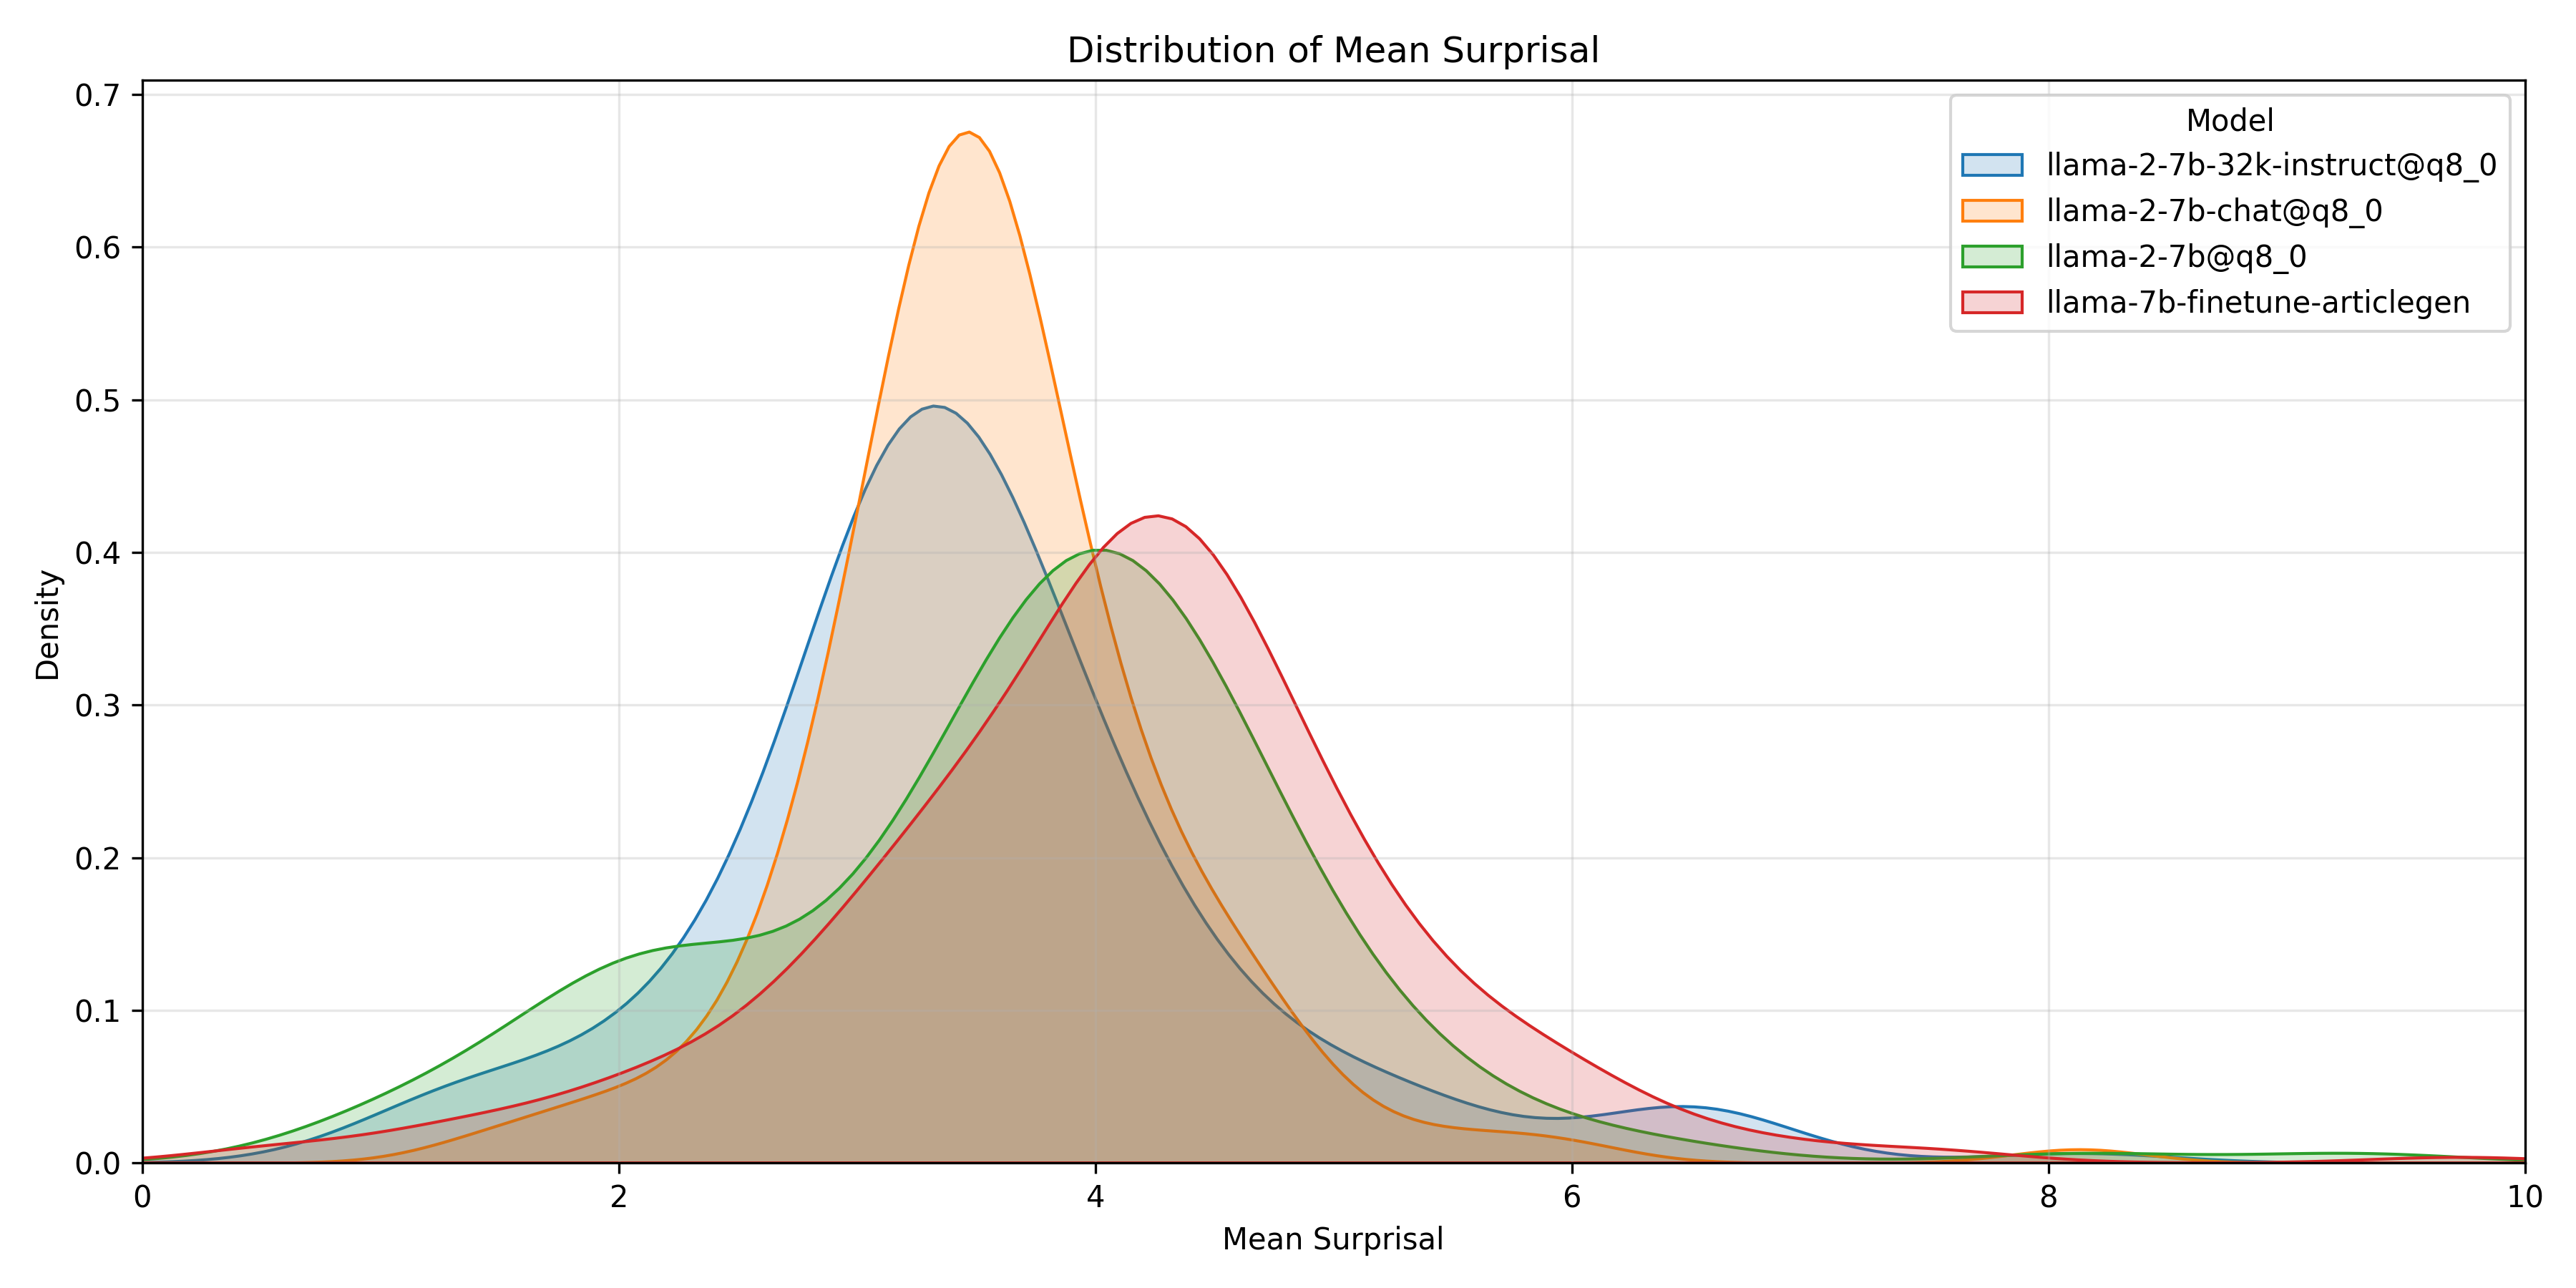 Distribution of Mean Surprisal
Model
llama-2-7b-32k-instruct@q8_0
llama-2-7b-chat@q8_0
llama-2-7b@q8_0
llama-7b-finetune-articlegen
Density
0.7
0.6
0.5
0.4
0.3
0.2
0.1
0.0
0 2 4 6 8 10
Mean Surprisal